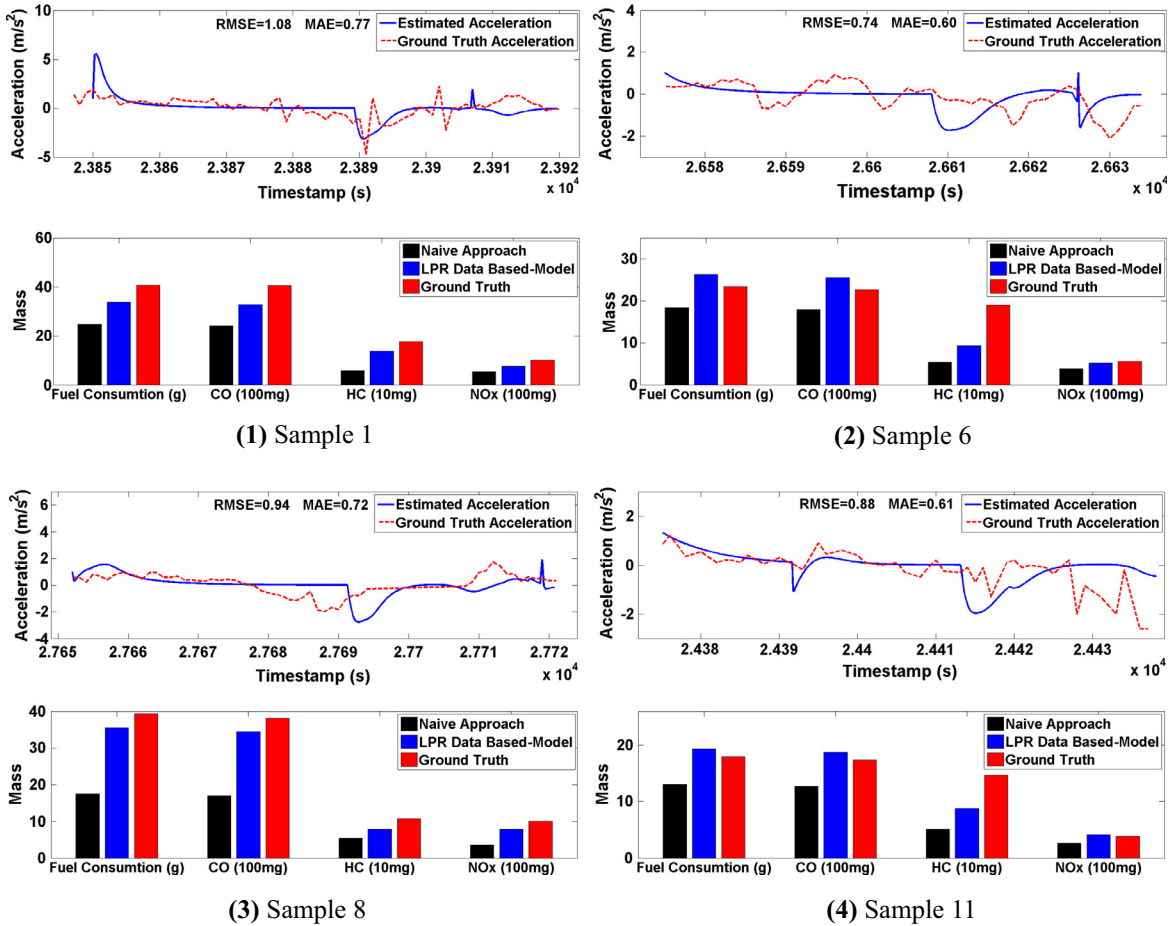 10
5
0
-5
Acceleration (m/s²)
RMSE=1.08 MAE=0.77
Estimated Acceleration
Ground Truth Acceleration
2.385 2.386 2.387 2.388 2.389 2.39 2.391 2.392
Timestamp (s)
x 10⁴
60
40
20
0
Mass
Naive Approach
LPR Data Based-Model
Ground Truth
Fuel Consumtion (g) CO (100mg) HC (10mg) NOx (100mg)
(1) Sample 1
4
2
0
-2
Acceleration (m/s²)
RMSE=0.74 MAE=0.60
Estimated Acceleration
Ground Truth Acceleration
2.658 2.659 2.66 2.661 2.662 2.663
Timestamp (s)
x 10⁴
30
20
10
0
Mass
Naive Approach
LPR Data Based-Model
Ground Truth
Fuel Consumtion (g) CO (100mg) HC (10mg) NOx (100mg)
(2) Sample 6
6
4
2
0
-2
-4
Acceleration (m/s²)
RMSE=0.94 MAE=0.72
Estimated Acceleration
Ground Truth Acceleration
2.765 2.766 2.767 2.768 2.769 2.77 2.771 2.772
Timestamp (s)
x 10⁴
40
30
20
10
0
Mass
Naive Approach
LPR Data Based-Model
Ground Truth
Fuel Consumtion (g) CO (100mg) HC (10mg) NOx (100mg)
(3) Sample 8
2
0
-2
Acceleration (m/s²)
RMSE=0.88 MAE=0.61
Estimated Acceleration
Ground Truth Acceleration
2.438 2.439 2.44 2.441 2.442 2.443
Timestamp (s)
x 10⁴
20
10
0
Mass
Naive Approach
LPR Data Based-Model
Ground Truth
Fuel Consumtion (g) CO (100mg) HC (10mg) NOx (100mg)
(4) Sample 11